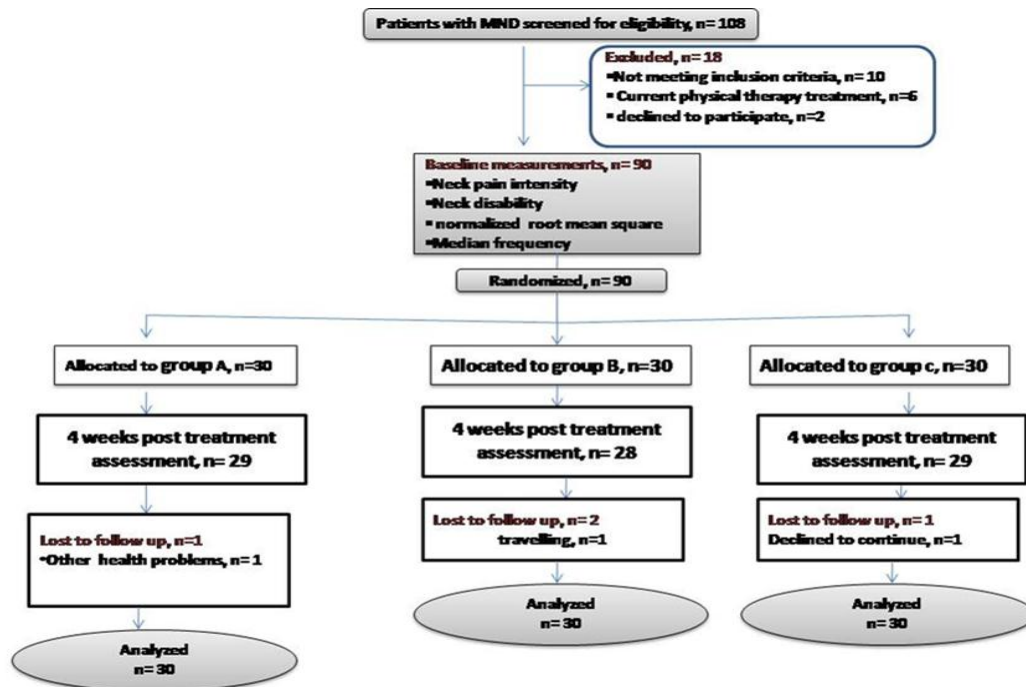 Patients with MND screened for eligibility, n= 108
Excluded, n= 18
▪Not meeting inclusion criteria, n= 10
▪ Current physical therapy treatment, n=6
▪ declined to participate, n=2
Baseline measurements, n= 90
▪Neck pain intensity
▪Neck disability
▪ normalized root mean square
▪Median frequency
Randomized, n= 90
Allocated to group A, n=30
Allocated to group B, n=30
Allocated to group c, n=30
4 weeks post treatment
assessment, n= 29
4 weeks post treatment
assessment, n= 28
4 weeks post treatment
assessment, n= 29
Lost to follow up, n=1
▪Other health problems, n= 1
Lost to follow up, n= 2
travelling, n=1
Lost to follow up, n= 1
Declined to continue, n=1
Analyzed
n= 30
Analyzed
n= 30
Analyzed
n= 30